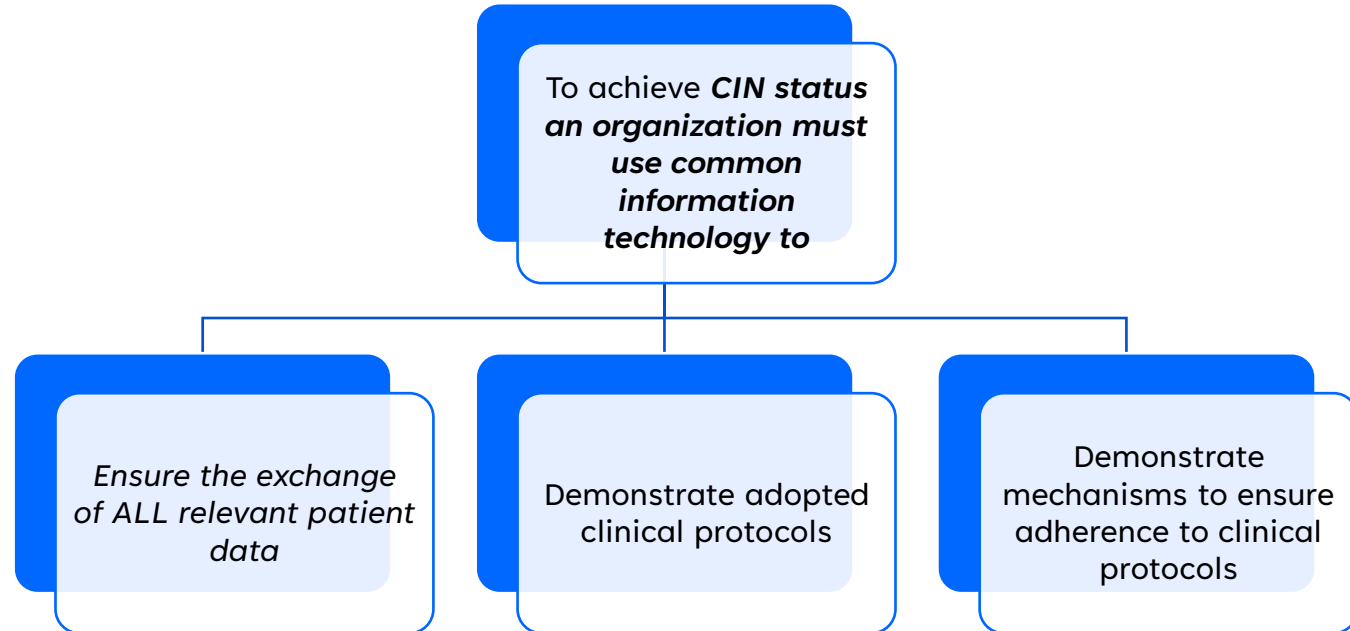 To achieve CIN status
an organization must
use common
information
technology to
Ensure the exchange
of ALL relevant patient
data
Demonstrate adopted
clinical protocols
Demonstrate
mechanisms to ensure
adherence to clinical
protocols